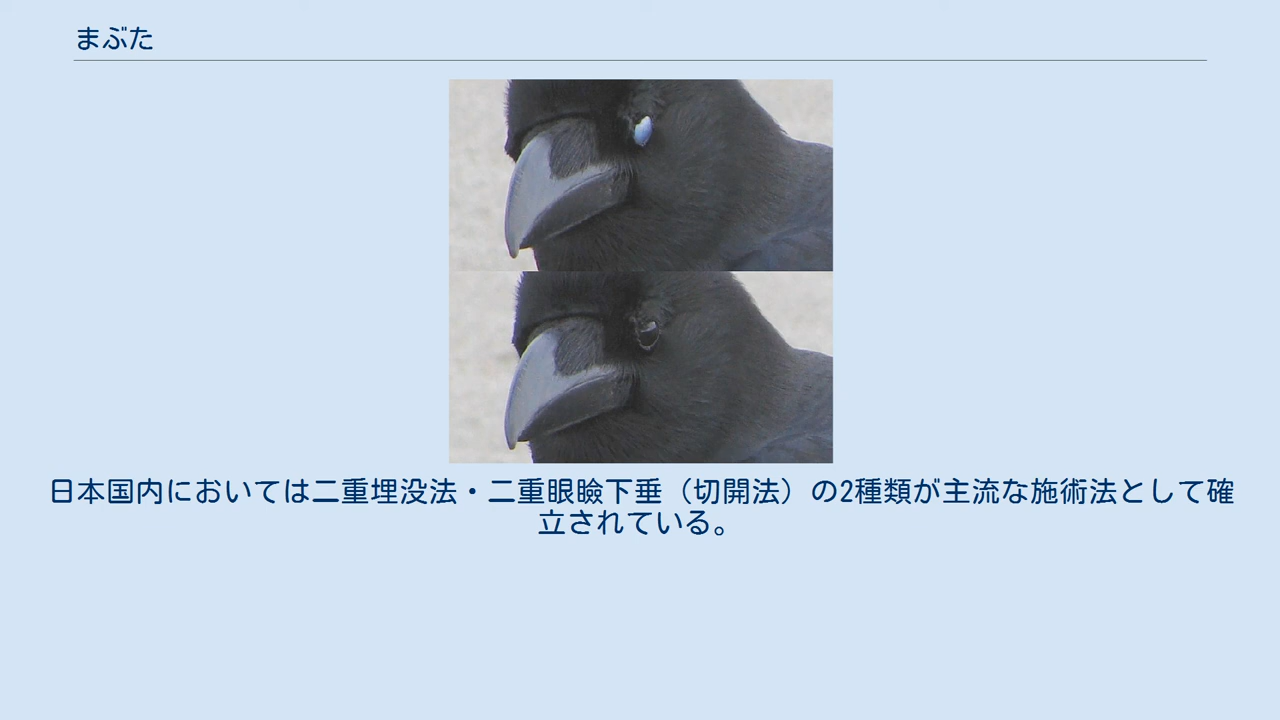 まぶた
日本国内においては二重埋没法・二重眼瞼下垂（切開法）の2種類が主流な施術法として確
立されている。